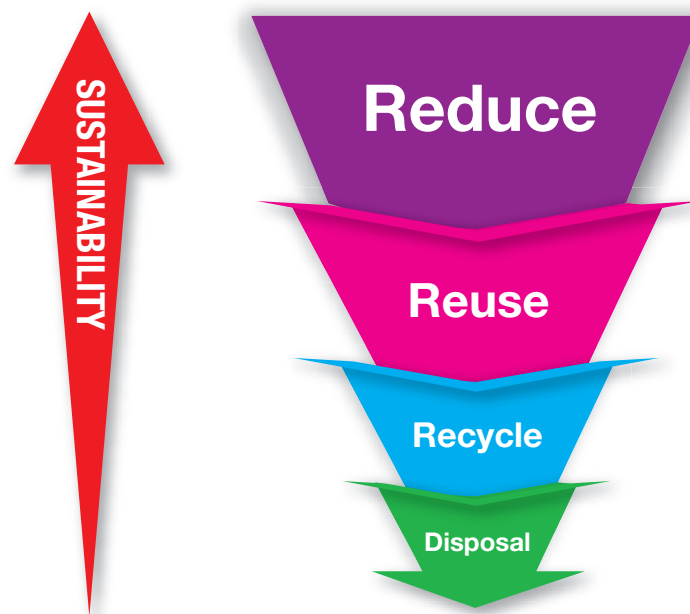 SUSTAINABILITY
Reduce
Reuse
Recycle
Disposal